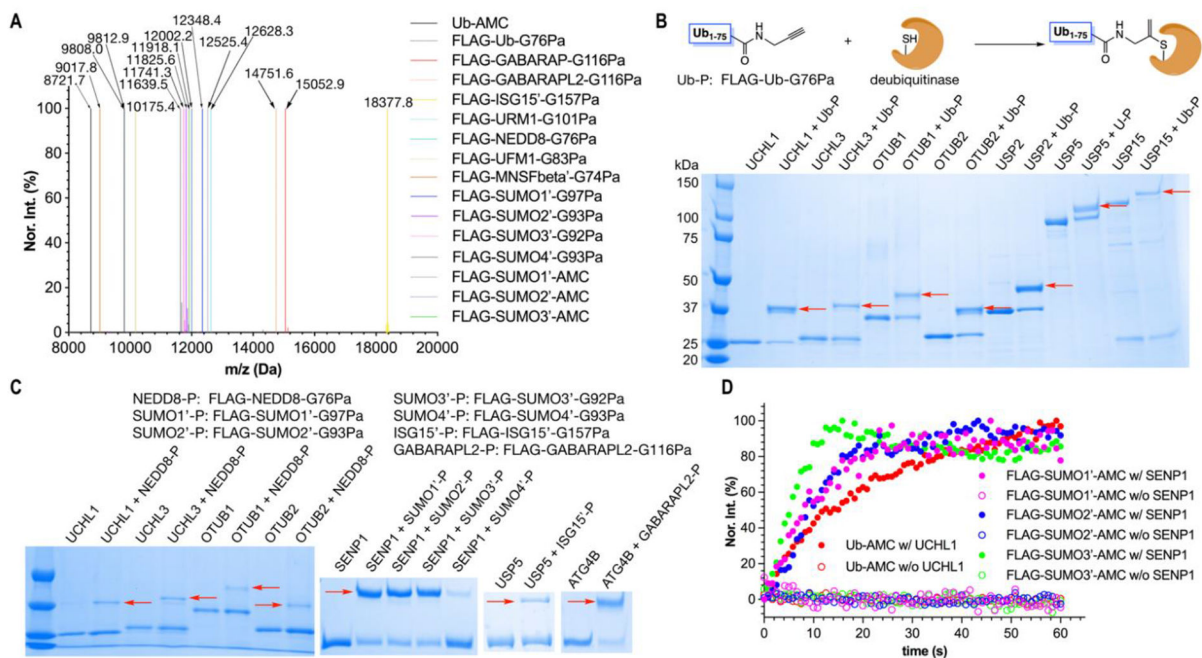 A
8721.7
9017.8
9808.0
9812.9
10175.4
11639.5
11741.3
11825.6
11918.1
12002.2
12348.4
12525.4
12628.3
14751.6
15052.9
18377.8
Nor. Int. (%)
100
80
60
40
20
0
8000 10000 12000 14000 16000 18000 20000
m/z (Da)
Ub-AMC
FLAG-Ub-G76Pa
FLAG-GABARAP-G116Pa
FLAG-GABARAPL2-G116Pa
FLAG-ISG15'-G157Pa
FLAG-URM1-G101Pa
FLAG-NEDD8-G76Pa
FLAG-UFM1-G83Pa
FLAG-MNSFbeta'-G74Pa
FLAG-SUMO1'-G97Pa
FLAG-SUMO2'-G93Pa
FLAG-SUMO3'-G92Pa
FLAG-SUMO4'-G93Pa
FLAG-SUMO1'-AMC
FLAG-SUMO2'-AMC
FLAG-SUMO3'-AMC
B
Ub1-75
O
H
N
+
SH
Ub1-75
O
H
N
S
Ub-P: FLAG-Ub-G76Pa
deubiquitinase
UCHL1
UCHL1 + Ub-P
UCHL3
UCHL3 + Ub-P
OTUB1
OTUB1 + Ub-P
OTUB2
OTUB2 + Ub-P
USP2
USP2 + Ub-P
USP5
USP5 + U-P
USP15
USP15 + Ub-P
kDa
150
100
75
50
37
25
20
C
NEDD8-P: FLAG-NEDD8-G76Pa
SUMO1'-P: FLAG-SUMO1'-G97Pa
SUMO2'-P: FLAG-SUMO2'-G93Pa
SUMO3'-P: FLAG-SUMO3'-G92Pa
SUMO4'-P: FLAG-SUMO4'-G93Pa
ISG15'-P: FLAG-ISG15'-G157Pa
GABARAPL2-P: FLAG-GABARAPL2-G116Pa
UCHL1
UCHL1 + NEDD8-P
UCHL3
UCHL3 + NEDD8-P
OTUB1
OTUB1 + NEDD8-P
OTUB2
OTUB2 + NEDD8-P
SENP1
SENP1 + SUMO1'-P
SENP1 + SUMO2-P
SENP1 + SUMO3-P
SENP1 + SUMO4'-P
USP5
USP5 + ISG15'-P
ATG4B
ATG4B + GABARAPL2-P
D
Nor. Int. (%)
100
80
60
40
20
0
0 10 20 30 40 50 60
time (s)
Ub-AMC w/ UCHL1
Ub-AMC w/o UCHL1
FLAG-SUMO1'-AMC w/ SENP1
FLAG-SUMO1'-AMC w/o SENP1
FLAG-SUMO2'-AMC w/ SENP1
FLAG-SUMO2'-AMC w/o SENP1
FLAG-SUMO3'-AMC w/ SENP1
FLAG-SUMO3'-AMC w/o SENP1